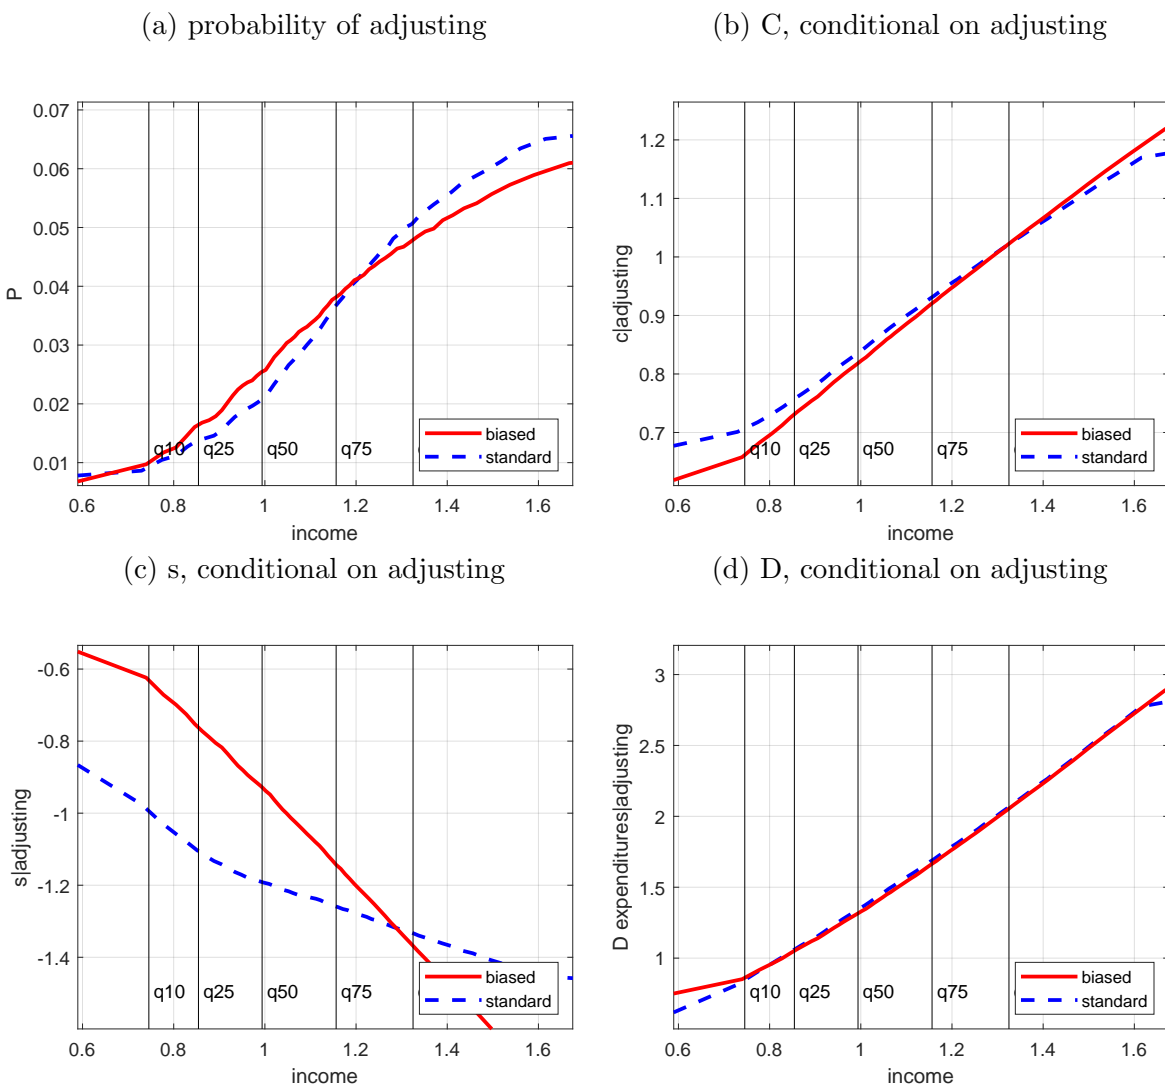 (a) probability of adjusting
(b) C, conditional on adjusting
0.07
0.06
0.05
0.04
0.03
0.02
0.01
P
q10
q25
q50
q75
biased
standard
0.6
0.8
1
1.2
1.4
1.6
income
1.2
1.1
1
0.9
0.8
0.7
c|adjusting
q10
q25
q50
q75
biased
standard
0.6
0.8
1
1.2
1.4
1.6
income
(c) s, conditional on adjusting
(d) D, conditional on adjusting
-0.6
-0.8
-1
-1.2
-1.4
s|adjusting
q10
q25
q50
q75
biased
standard
0.6
0.8
1
1.2
1.4
1.6
income
3
2.5
2
1.5
1
D expenditures|adjusting
q10
q25
q50
q75
biased
standard
0.6
0.8
1
1.2
1.4
1.6
income